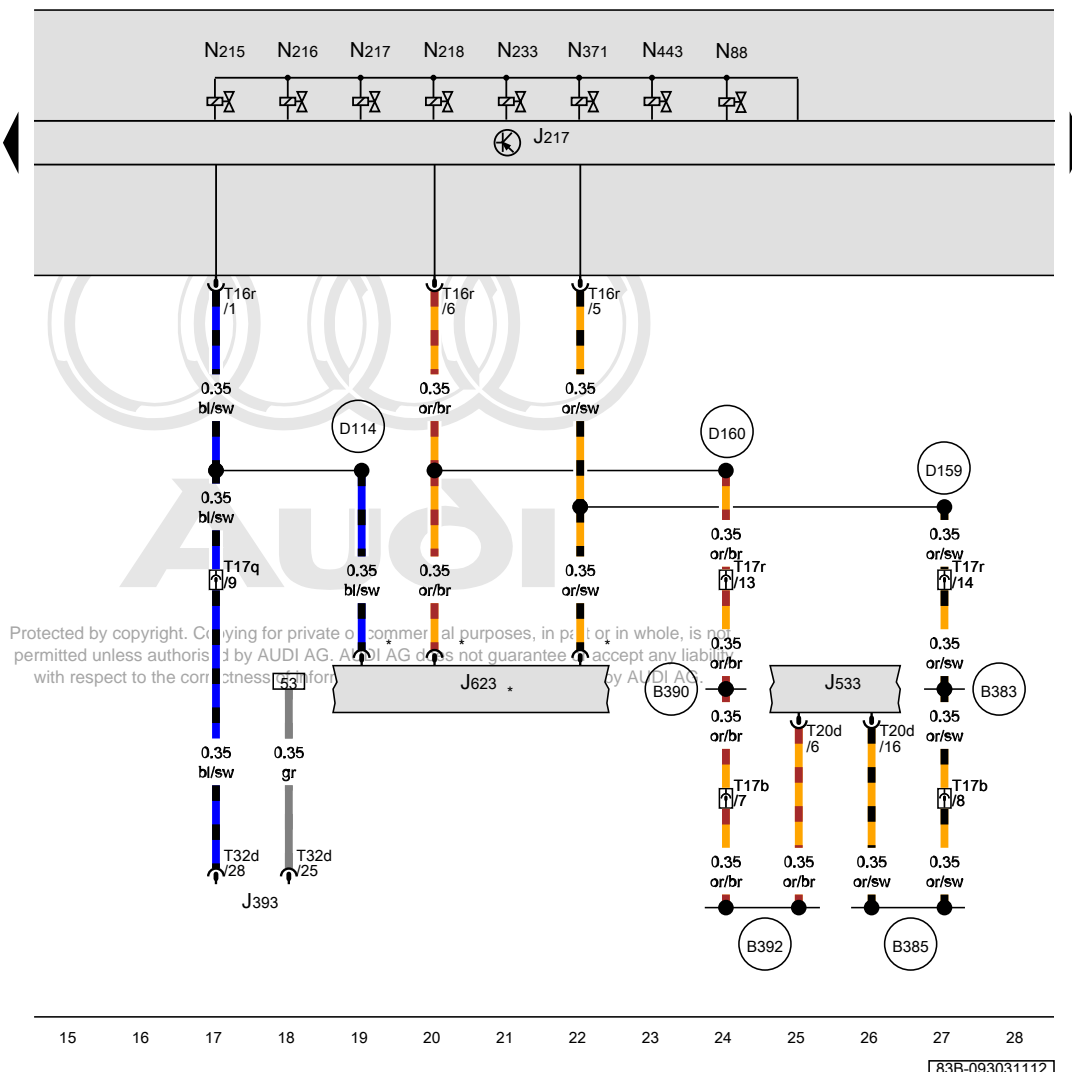 N215 N216 N217 N218 N233 N371 N443 N88
J217
T16r T16r T16r
/1 /6 /5
0.35 0.35 0.35
bl/sw or/br or/sw
D114 D160
D159
0.35
bl/sw
0.35 0.35
or/br or/sw
T17q T17r T17r
/9 /13 /14
0.35 0.35 0.35
bl/sw or/br or/sw
AUDI
Protected by copyright. Copying for private or commercial purposes, in part or in whole, is not
permitted unless authorised by AUDI AG. AUDI AG does not guarantee or accept any liability
with respect to the correctness of inform by AUDI AG.
* * *
0.35 0.35
or/br or/sw
53 J623 * B390 J533 B383
0.35 0.35
or/br or/sw
T20d T20d
/6 /16
0.35 0.35
bl/sw gr
T17b T17b
/7 /8
T32d T32d
/28 /25
0.35 0.35 0.35 0.35
or/br or/br or/sw or/sw
J393
B392 B385
15 16 17 18 19 20 21 22 23 24 25 26 27 28
83B-093031112